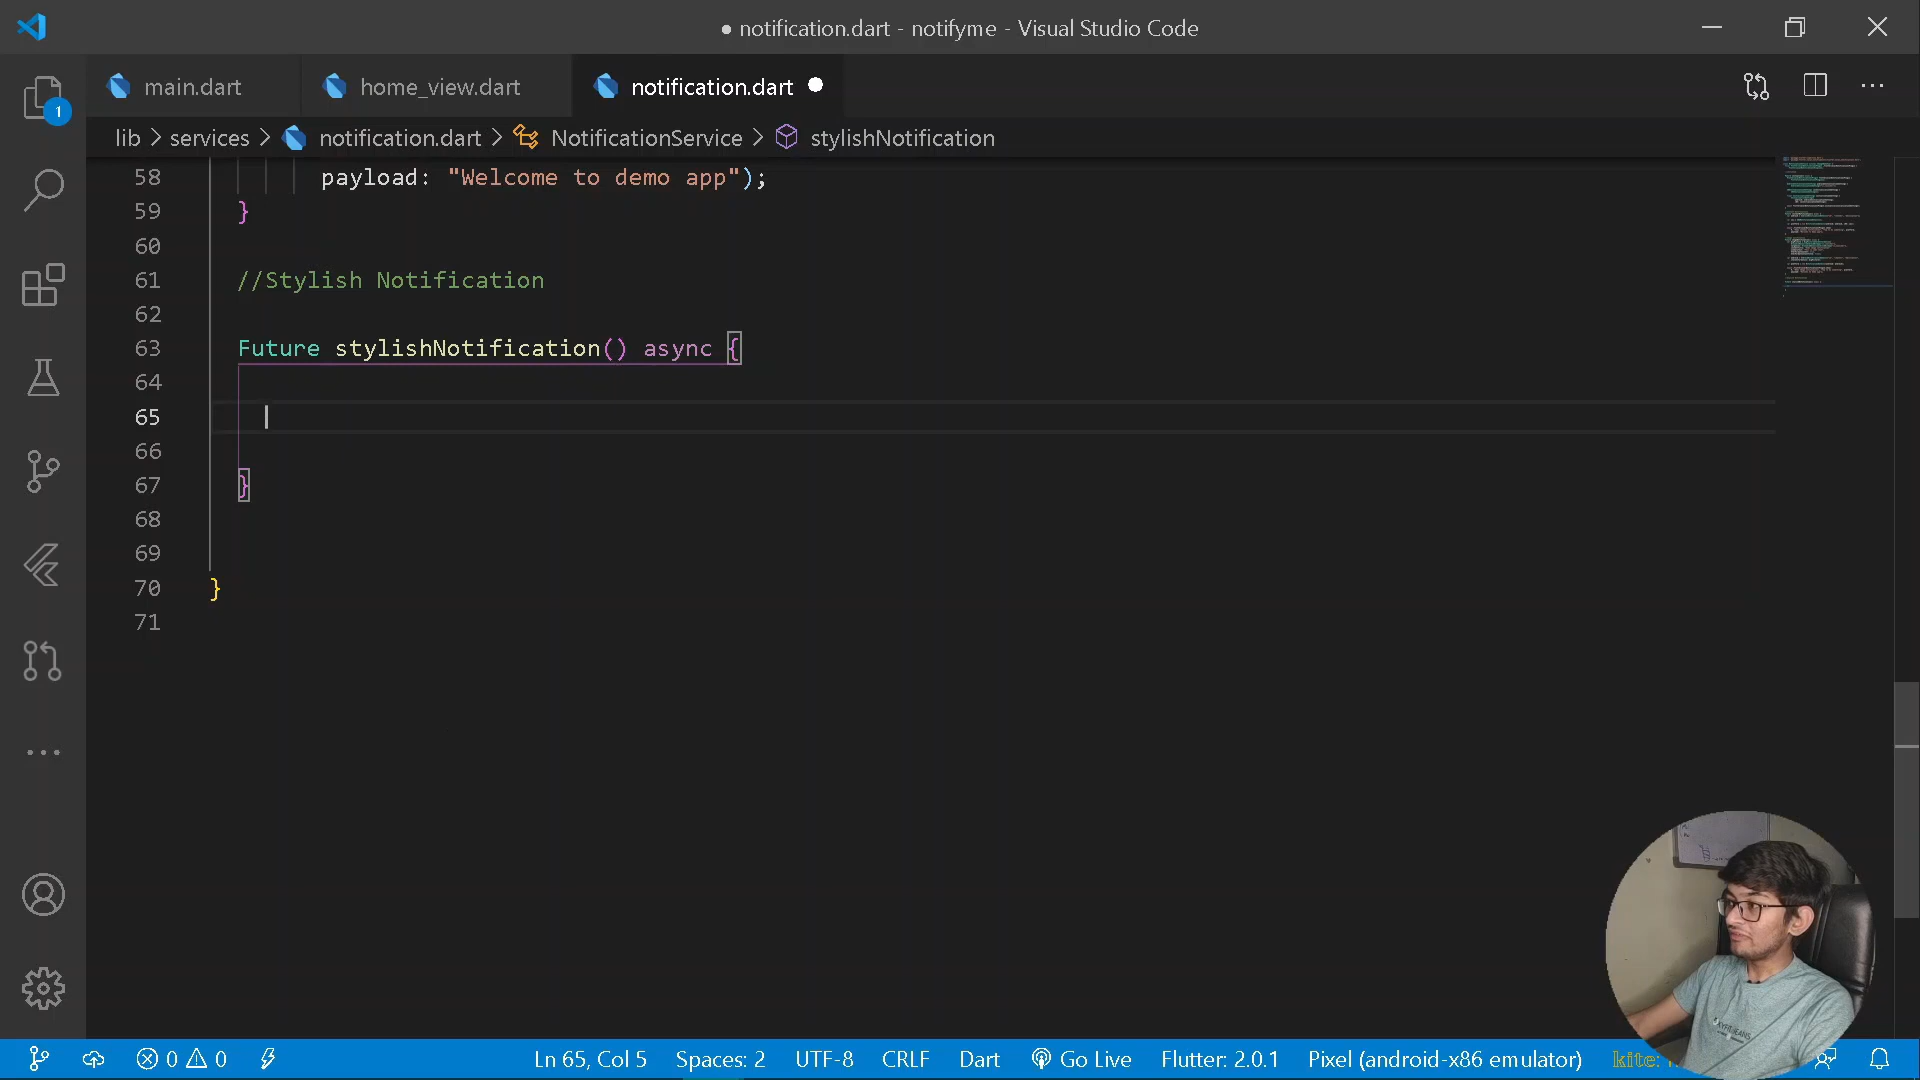 ● notification.dart - notifyme - Visual Studio Code
main.dart
home_view.dart
notification.dart
1
lib > services > notification.dart > NotificationService > stylishNotification
58 payload: "Welcome to demo app");
59 }
60
61 //Stylish Notification
62
63 Future stylishNotification() async {
64
65
66
67 }
68
69
70 }
71
0 0 Ln 65, Col 5 Spaces: 2 UTF-8 CRLF Dart Go Live Flutter: 2.0.1 Pixel (android-x86 emulator) kite: